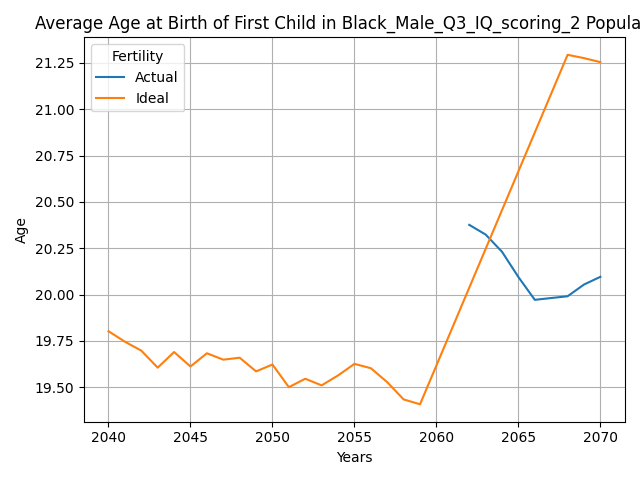 Average Age at Birth of First Child in Black_Male_Q3_IQ_scoring_2 Popula
Fertility
Actual
Ideal
21.25
21.00
20.75
20.50
20.25
20.00
19.75
19.50
Age
2040 2045 2050 2055 2060 2065 2070
Years